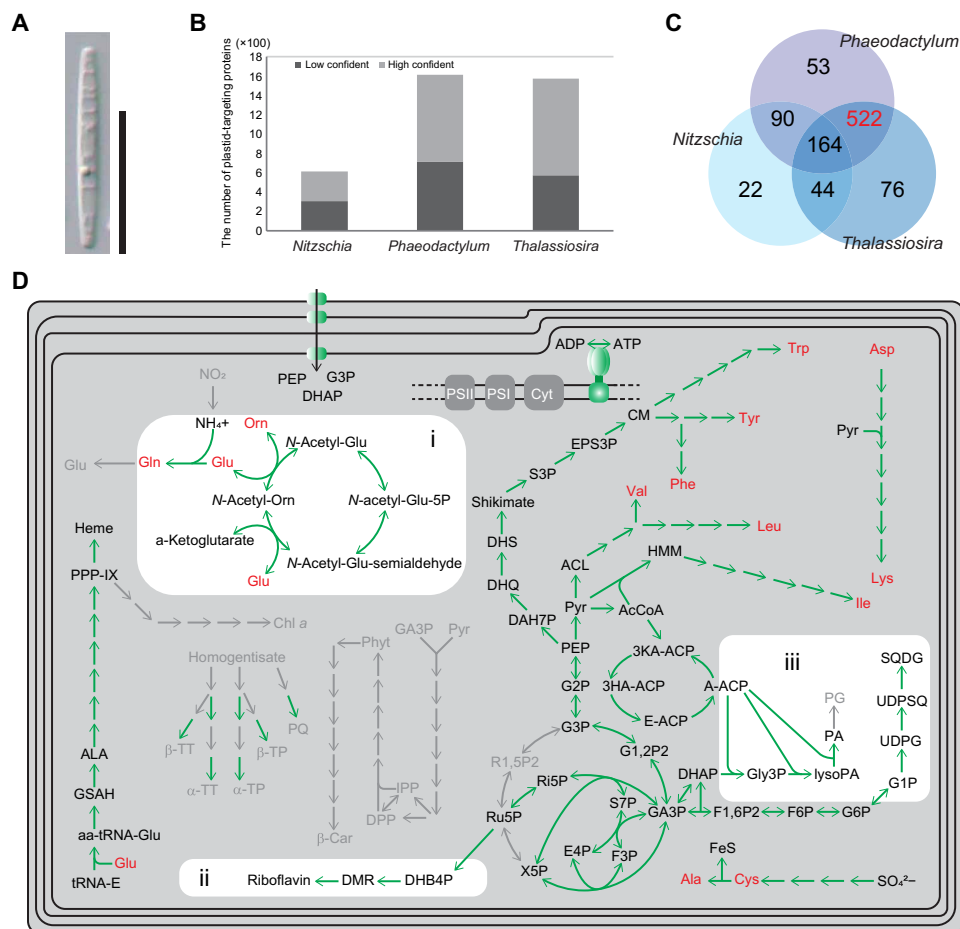 A
B
C
(×100)
18
16
14
12
10
8
6
4
2
0
The number of plastid-targeting proteins
Low confident
High confident
Nitzschia
Phaeodactylum
Thalassiosira
Phaeodactylum
53
90
522
Nitzschia
164
22
44
76
Thalassiosira
D
ADP
ATP
PEP
G3P
DHAP
PSII
PSI
Cyt
NO₂
NH₄+
Orn
i
N-Acetyl-Glu
Glu
Gln
Glu
N-Acetyl-Orn
N-acetyl-Glu-5P
a-Ketoglutarate
N-Acetyl-Glu-semialdehyde
Glu
Trp
Asp
CM
Tyr
Pyr
EPS3P
S3P
Phe
Shikimate
Val
Leu
DHS
HMM
ACL
Lys
DHQ
Ile
Pyr
AcCoA
DAH7P
PEP
3KA-ACP
G2P
3HA-ACP
A-ACP
G3P
E-ACP
G1,2P2
Heme
PPP-IX
Chl a
ALA
GSAH
aa-tRNA-Glu
Glu
tRNA-E
Homogentisate
β-TT
β-TP
PQ
α-TT
α-TP
Phyt
GA3P
Pyr
IPP
DPP
β-Car
R1,5P2
Ri5P
Ru5P
S7P
GA3P
E4P
F3P
X5P
iii
SQDG
PG
UDPSQ
PA
UDPG
DHAP
Gly3P
lysoPA
G1P
F1,6P2
F6P
G6P
FeS
Ala
Cys
SO₄²–
ii
Riboflavin
DMR
DHB4P